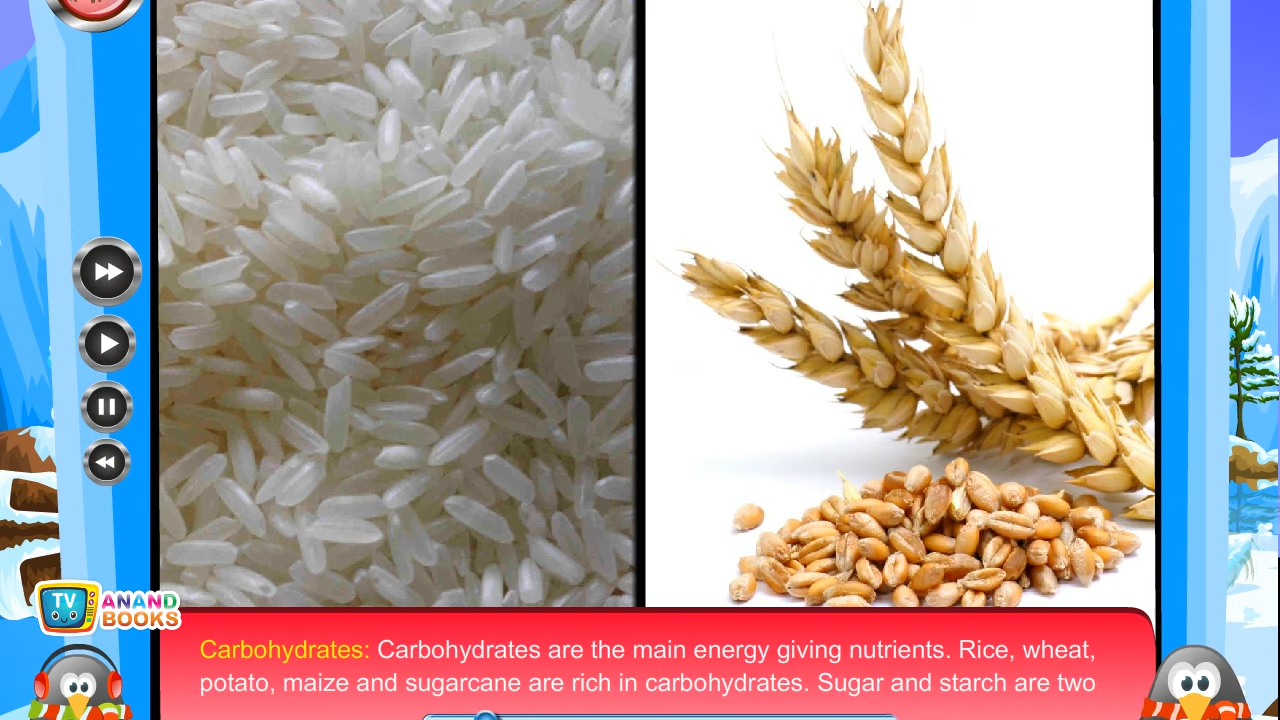 TV
ANAND
BOOKS
Carbohydrates: Carbohydrates are the main energy giving nutrients. Rice, wheat,
potato, maize and sugarcane are rich in carbohydrates. Sugar and starch are two